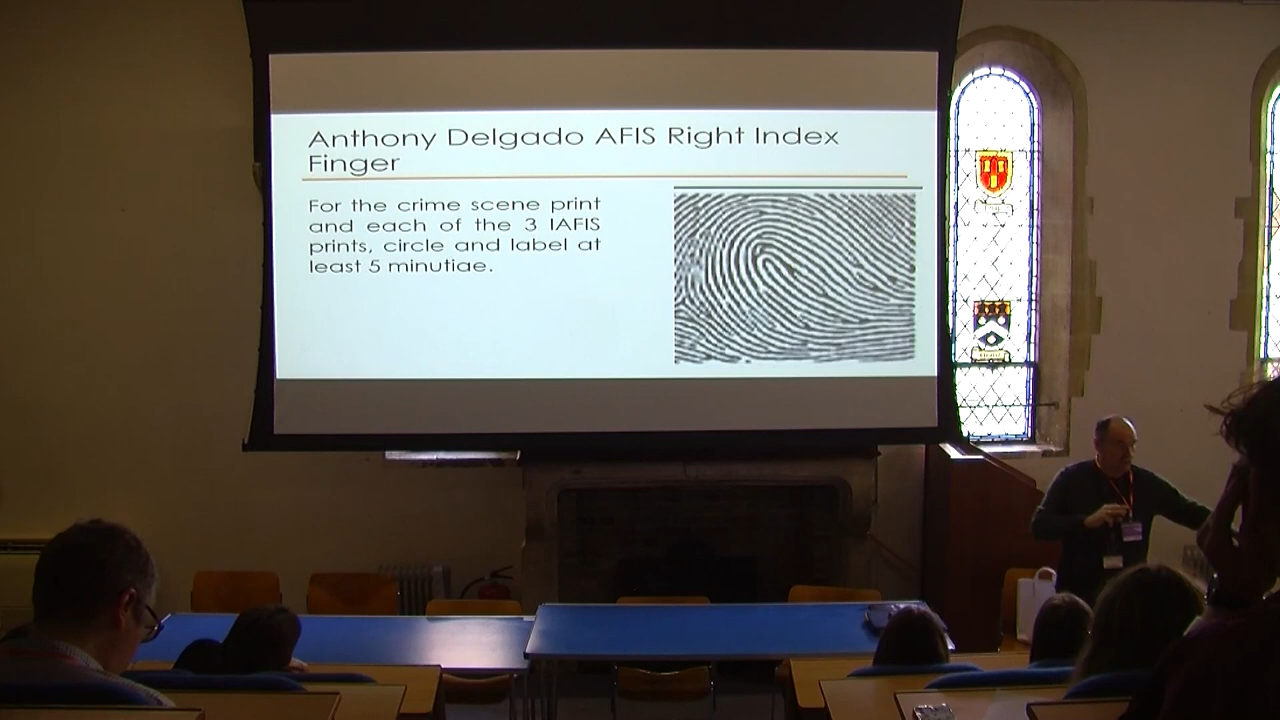 Anthony Delgado AFIS Right Index
Finger
For the crime scene print
and each of the 3 IAFIS
prints, circle and label at
least 5 minutiae.